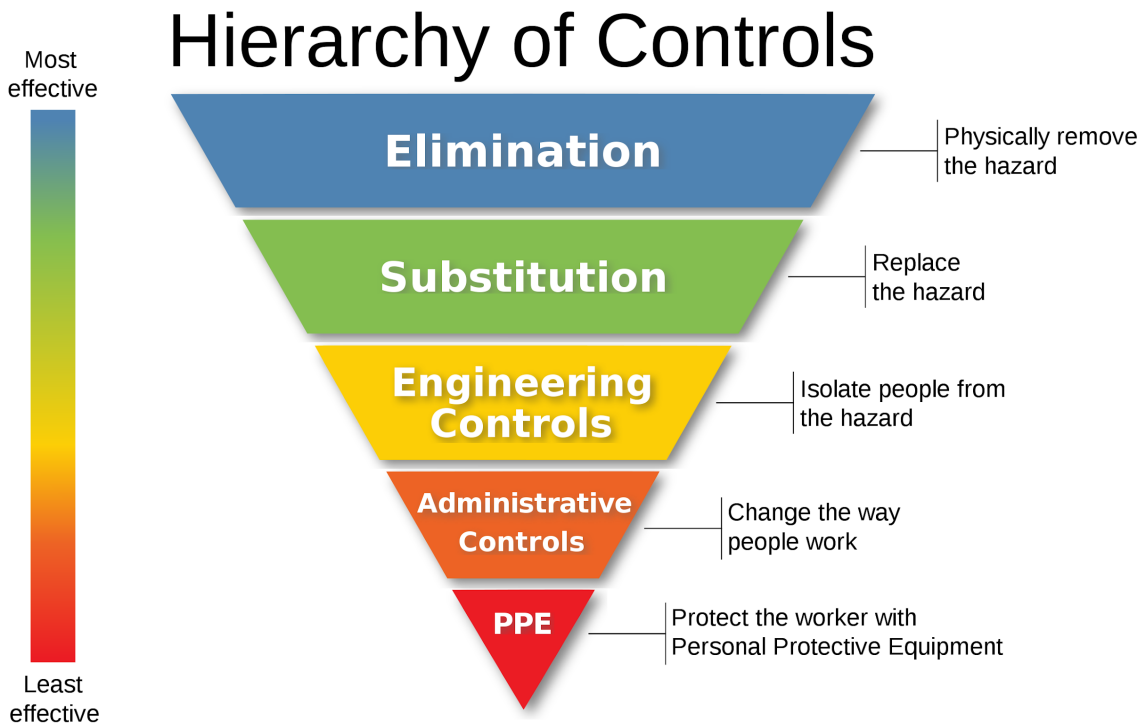 Hierarchy of Controls
Most
effective
Elimination
Physically remove
the hazard
Substitution
Replace
the hazard
Engineering
Controls
Isolate people from
the hazard
Administrative
Controls
Change the way
people work
PPE
Protect the worker with
Personal Protective Equipment
Least
effective